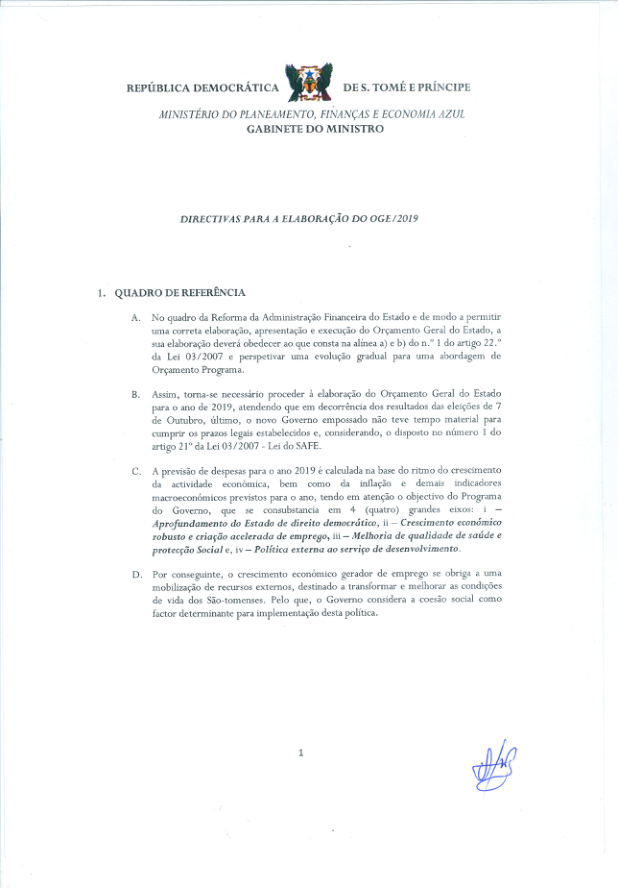 REPÚBLICA DEMOCRÁTICA DE S. TOMÉ E PRÍNCIPE
MINISTÉRIO DO PLANEAMENTO, FINANÇAS E ECONOMIA AZUL
GABINETE DO MINISTRO
DIRECTIVAS PARA A ELABORAÇÃO DO OGE/2019
1. QUADRO DE REFERÊNCIA
A. No quadro da Reforma da Administração Financeira do Estado e de modo a permitir
uma correta elaboração, apresentação e execução do Orçamento Geral do Estado, a
sua elaboração deverá obedecer ao que consta na alínea a) e b) do n.º 1 do artigo 22.º
da Lei 03/2007 e perspetivar uma evolução gradual para uma abordagem de
Orçamento Programa.
B. Assim, torna-se necessário proceder à elaboração do Orçamento Geral do Estado
para o ano de 2019, atendendo que em decorrência dos resultados das eleições de 7
de Outubro, último, o novo Governo empossado não teve tempo material para
cumprir os prazos legais estabelecidos e, considerando, o disposto no número 1 do
artigo 21º da Lei 03/2007 - Lei do SAFE.
C. A previsão de despesas para o ano 2019 é calculada na base do ritmo do crescimento
da actividade económica, bem como da inflação e demais indicadores
macroeconómicos previstos para o ano, tendo em atenção o objectivo do Programa
do Governo, que se consubstancia em 4 (quatro) grandes eixos: i –
Aprofundamento do Estado de direito democrático, ii – Crescimento económico
robusto e criação acelerada de emprego, iii – Melhoria de qualidade de saúde e
protecção Social e, iv – Política externa ao serviço de desenvolvimento.
D. Por conseguinte, o crescimento económico gerador de emprego se obriga a uma
mobilização de recursos externos, destinado a transformar e melhorar as condições
de vida dos São-tomenses. Pelo que, o Governo considera a coesão social como
factor determinante para implementação desta política.
1